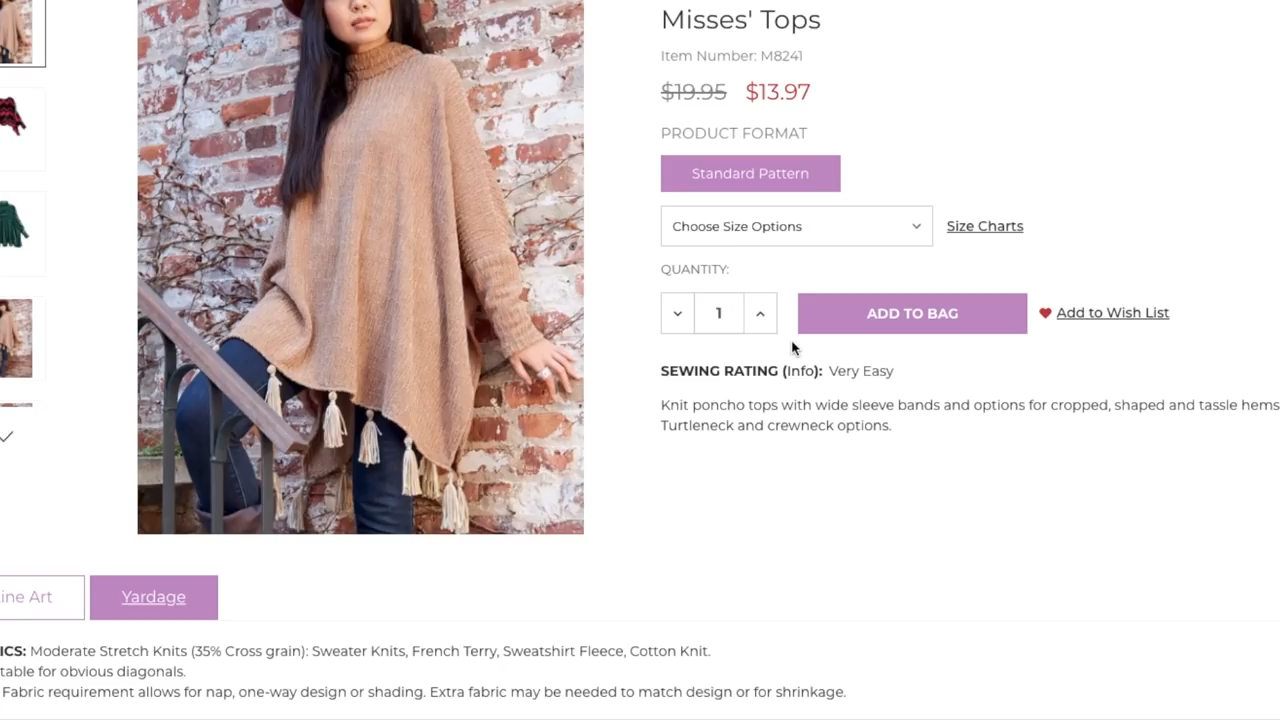 Misses' Tops
Item Number: M8241
$19.95 $13.97
PRODUCT FORMAT
Standard Pattern
Choose Size Options
Size Charts
QUANTITY:
1
ADD TO BAG
Add to Wish List
SEWING RATING (Info): Very Easy
Knit poncho tops with wide sleeve bands and options for cropped, shaped and tassle hems
Turtleneck and crewneck options.
ine Art
Yardage
ICS: Moderate Stretch Knits (35% Cross grain): Sweater Knits, French Terry, Sweatshirt Fleece, Cotton Knit.
table for obvious diagonals.
Fabric requirement allows for nap, one-way design or shading. Extra fabric may be needed to match design or for shrinkage.